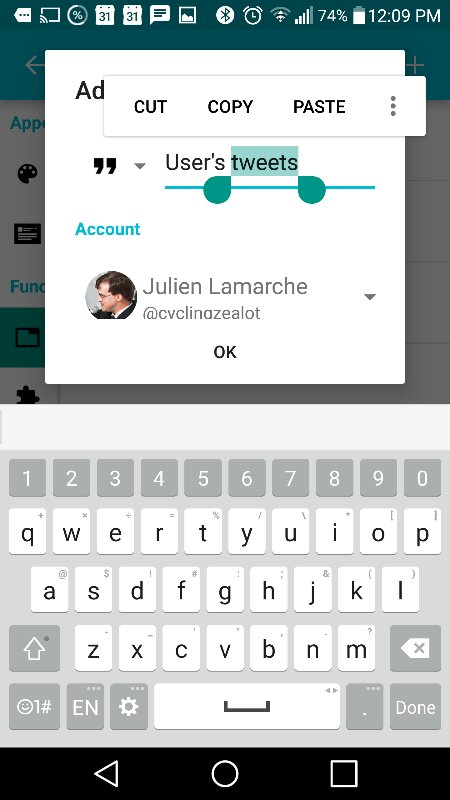 31 31 74% 12:09 PM
Ad
CUT COPY PASTE
Appe
User's tweets
Account
Julien Lamarche
@cyclingzealot
Func
OK
1 2 3 4 5 6 7 8 9 0
+ × ÷ = % / \ * [ ]
q w e r t y u i o p
@ $ ! # : ; & ( )
a s d f g h j k l
- _ " ' , ?
z x c v b n m
☺1# EN . Done